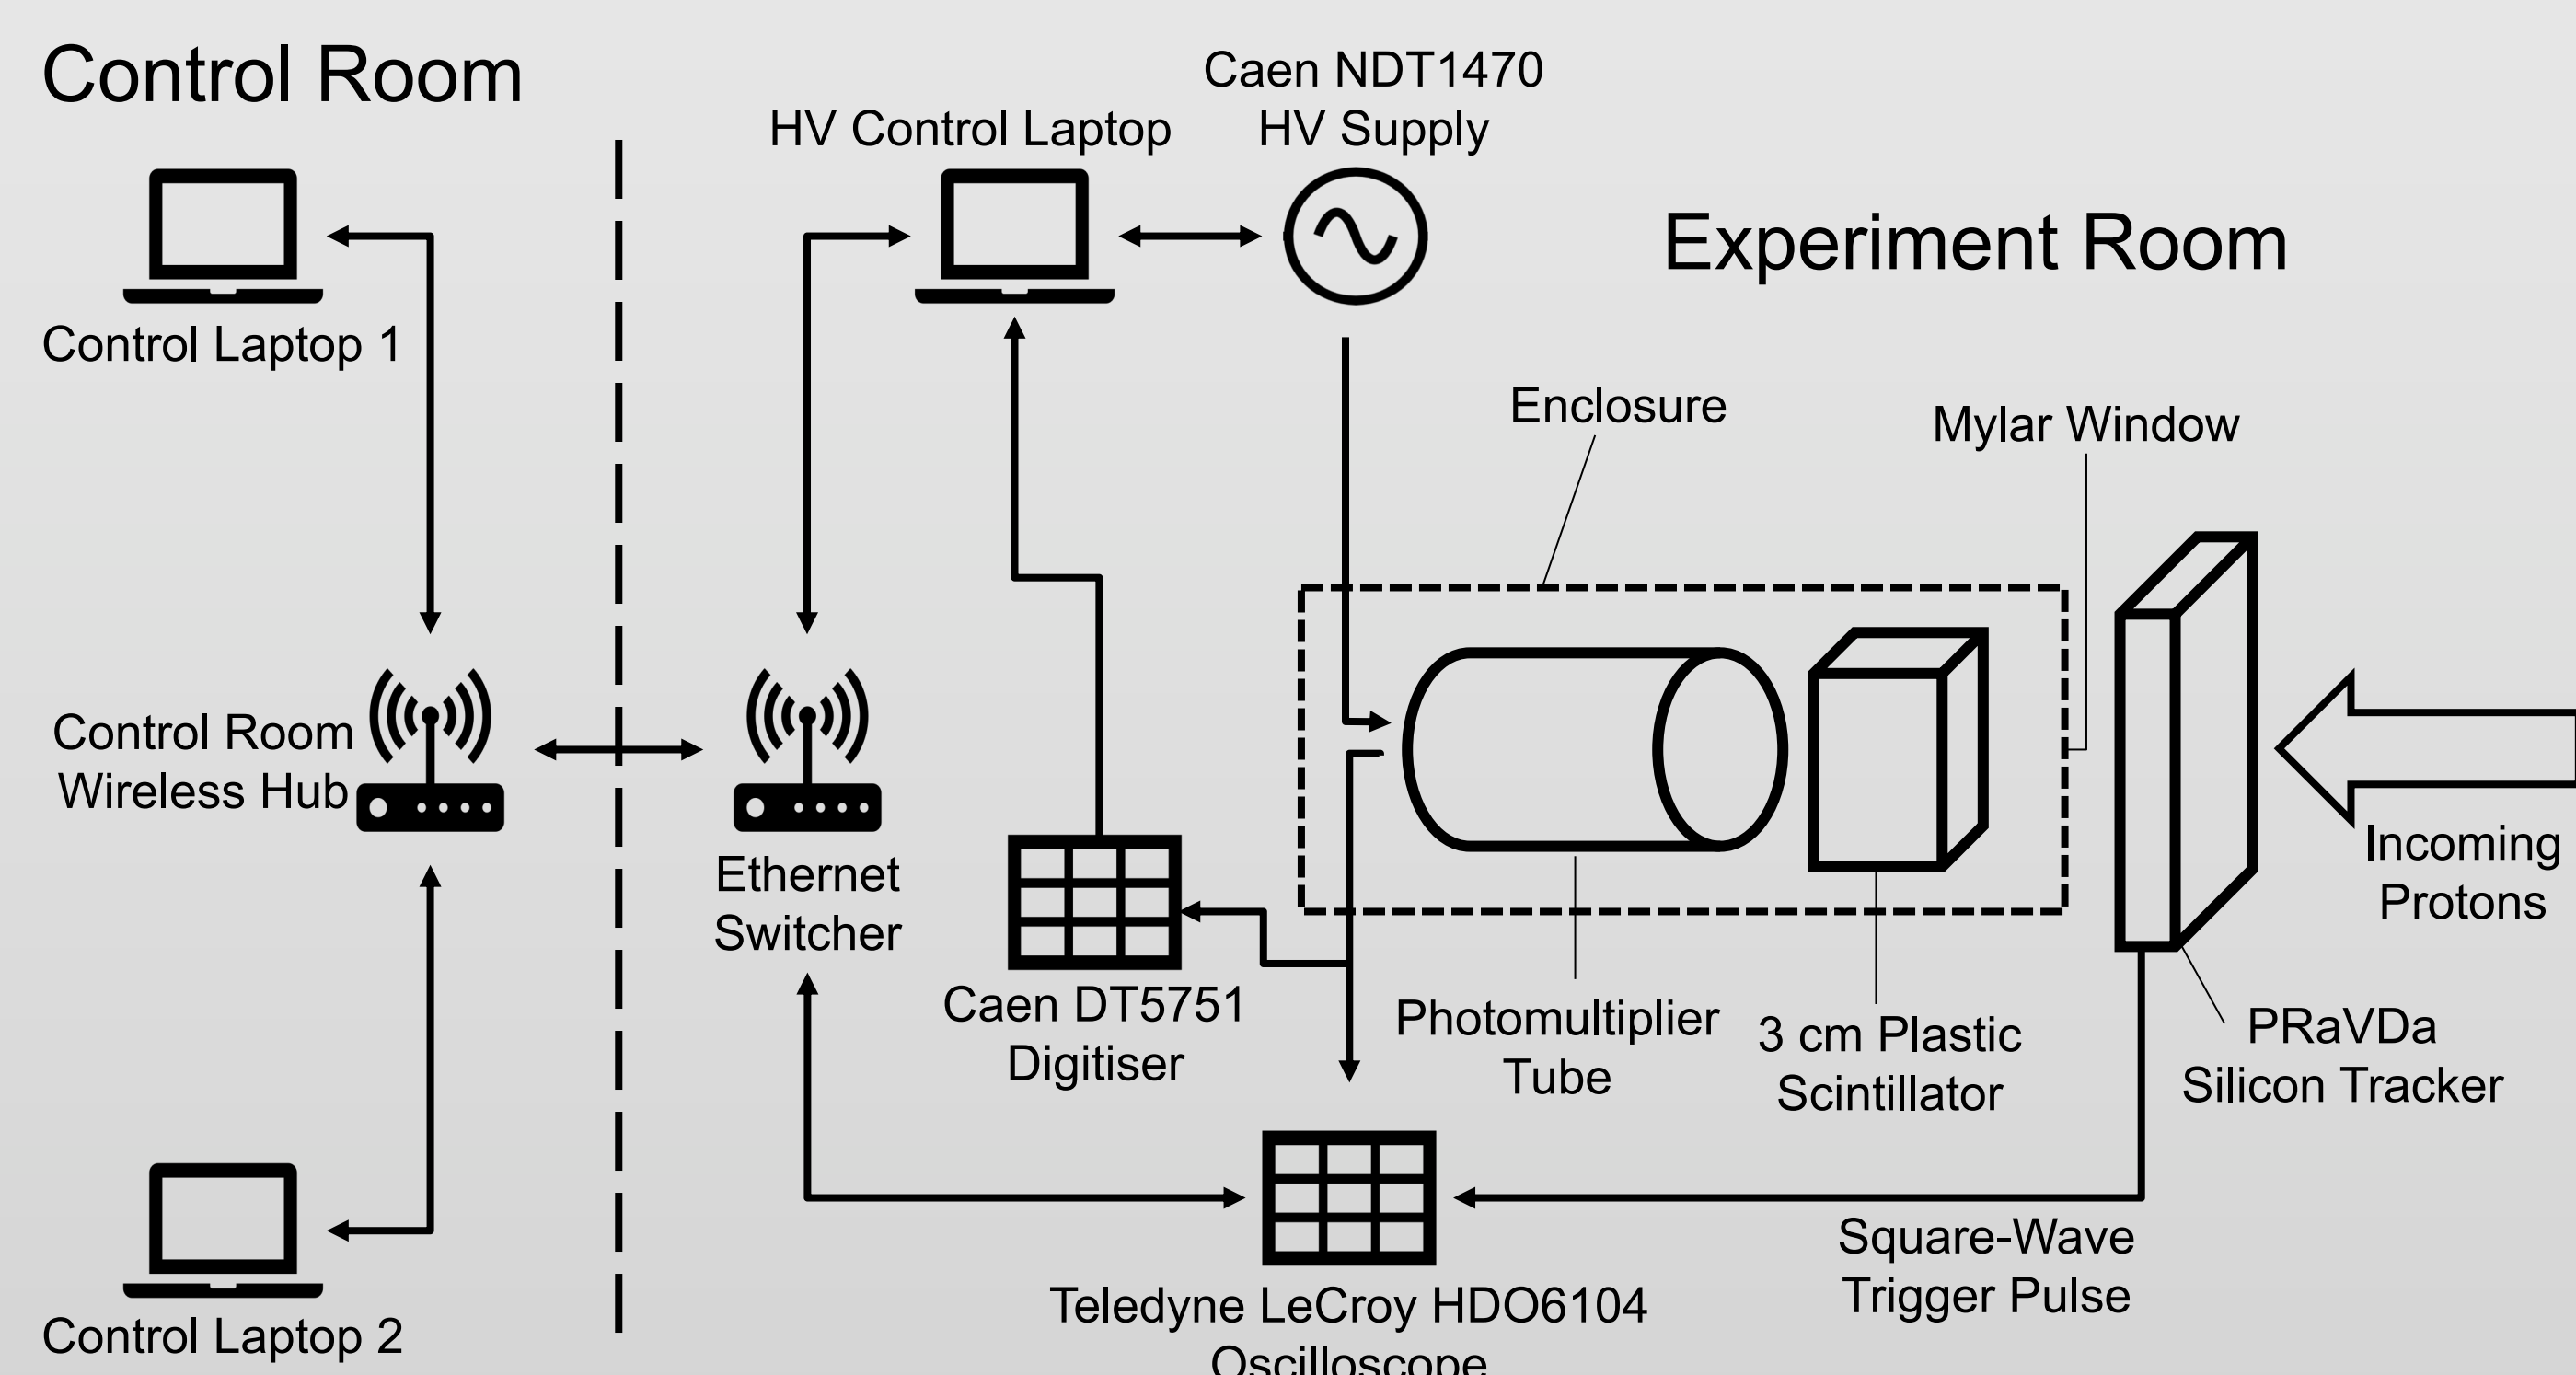 Control Room
Caen NDT1470
HV Supply
HV Control Laptop
Experiment Room
Control Laptop 1
Enclosure
Mylar Window
Control Room
Wireless Hub
Ethernet
Switcher
Incoming
Protons
Caen DT5751
Digitiser
Photomultiplier
Tube
3 cm Plastic
Scintillator
PRaVDa
Silicon Tracker
Square-Wave
Trigger Pulse
Teledyne LeCroy HDO6104
Oscilloscope
Control Laptop 2